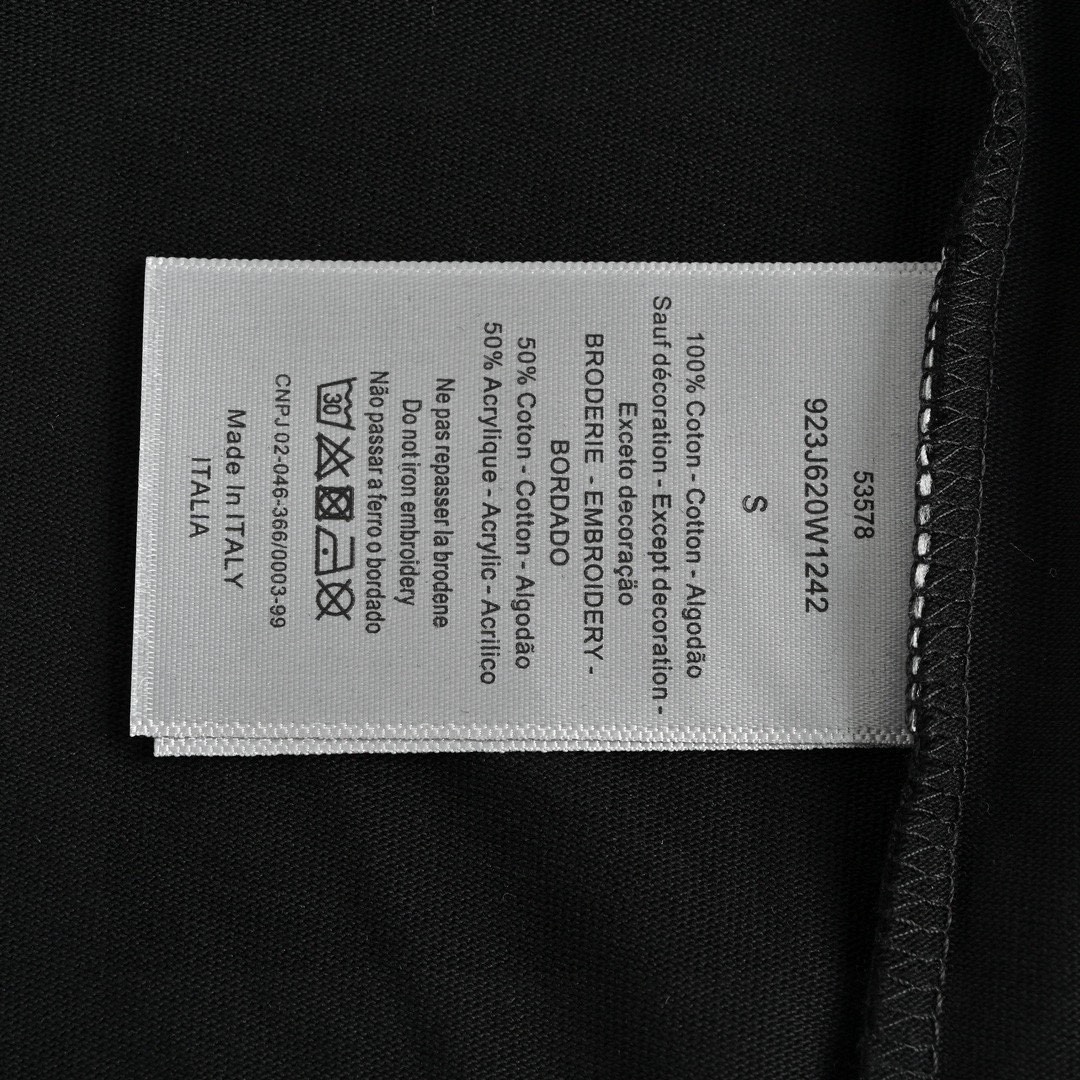 53578
923J620W1242
S
100% Coton - Cotton - Algodão
Sauf décoration - Except decoration -
Exceto decoração
BRODERIE - EMBROIDERY -
BORDADO
50% Coton - Cotton - Algodão
50% Acrylique - Acrylic - Acriliço
Ne pas repasser la brodene
Do not iron embroidery
Não passar a ferro o bordado
30
CNPJ 02-046-366/0003-99
Made In ITALY
ITALIA